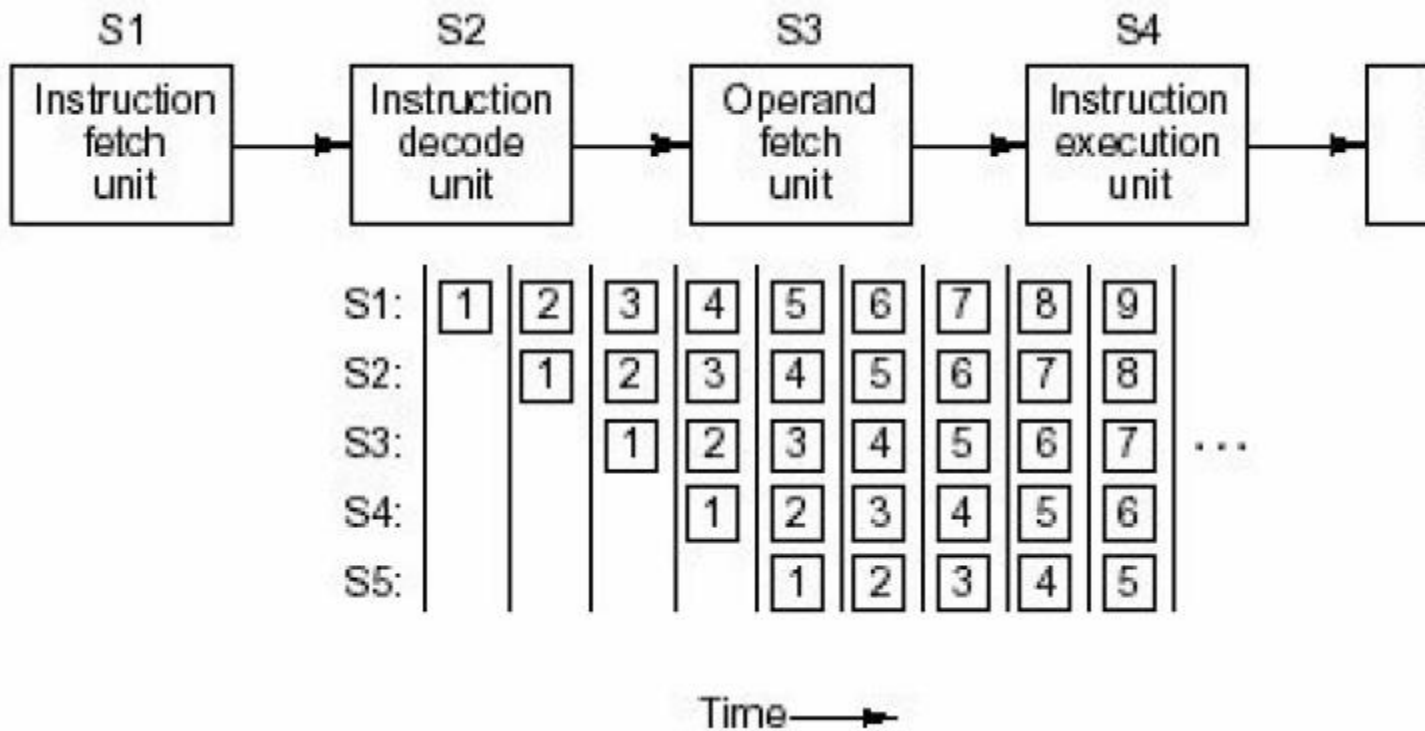 S1 S2 S3 S4
Instruction fetch unit
Instruction decode unit
Operand fetch unit
Instruction execution unit
S1: 1 2 3 4 5 6 7 8 9
S2: 1 2 3 4 5 6 7 8
S3: 1 2 3 4 5 6 7 ...
S4: 1 2 3 4 5 6
S5: 1 2 3 4 5
Time